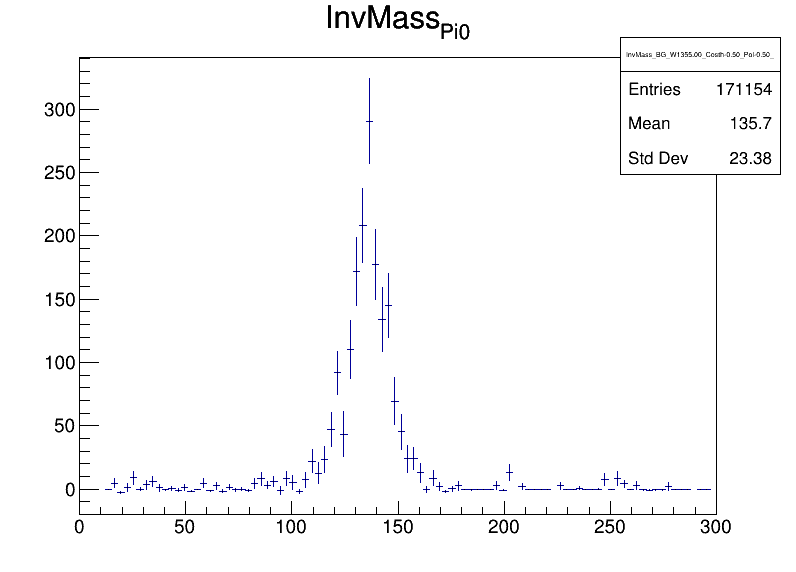 InvMass_Pi0
InvMass_BG_W1355.00_Costh-0.50_Pol-0.50_
Entries 171154
Mean 135.7
Std Dev 23.38
300
250
200
150
100
50
0
0 50 100 150 200 250 300